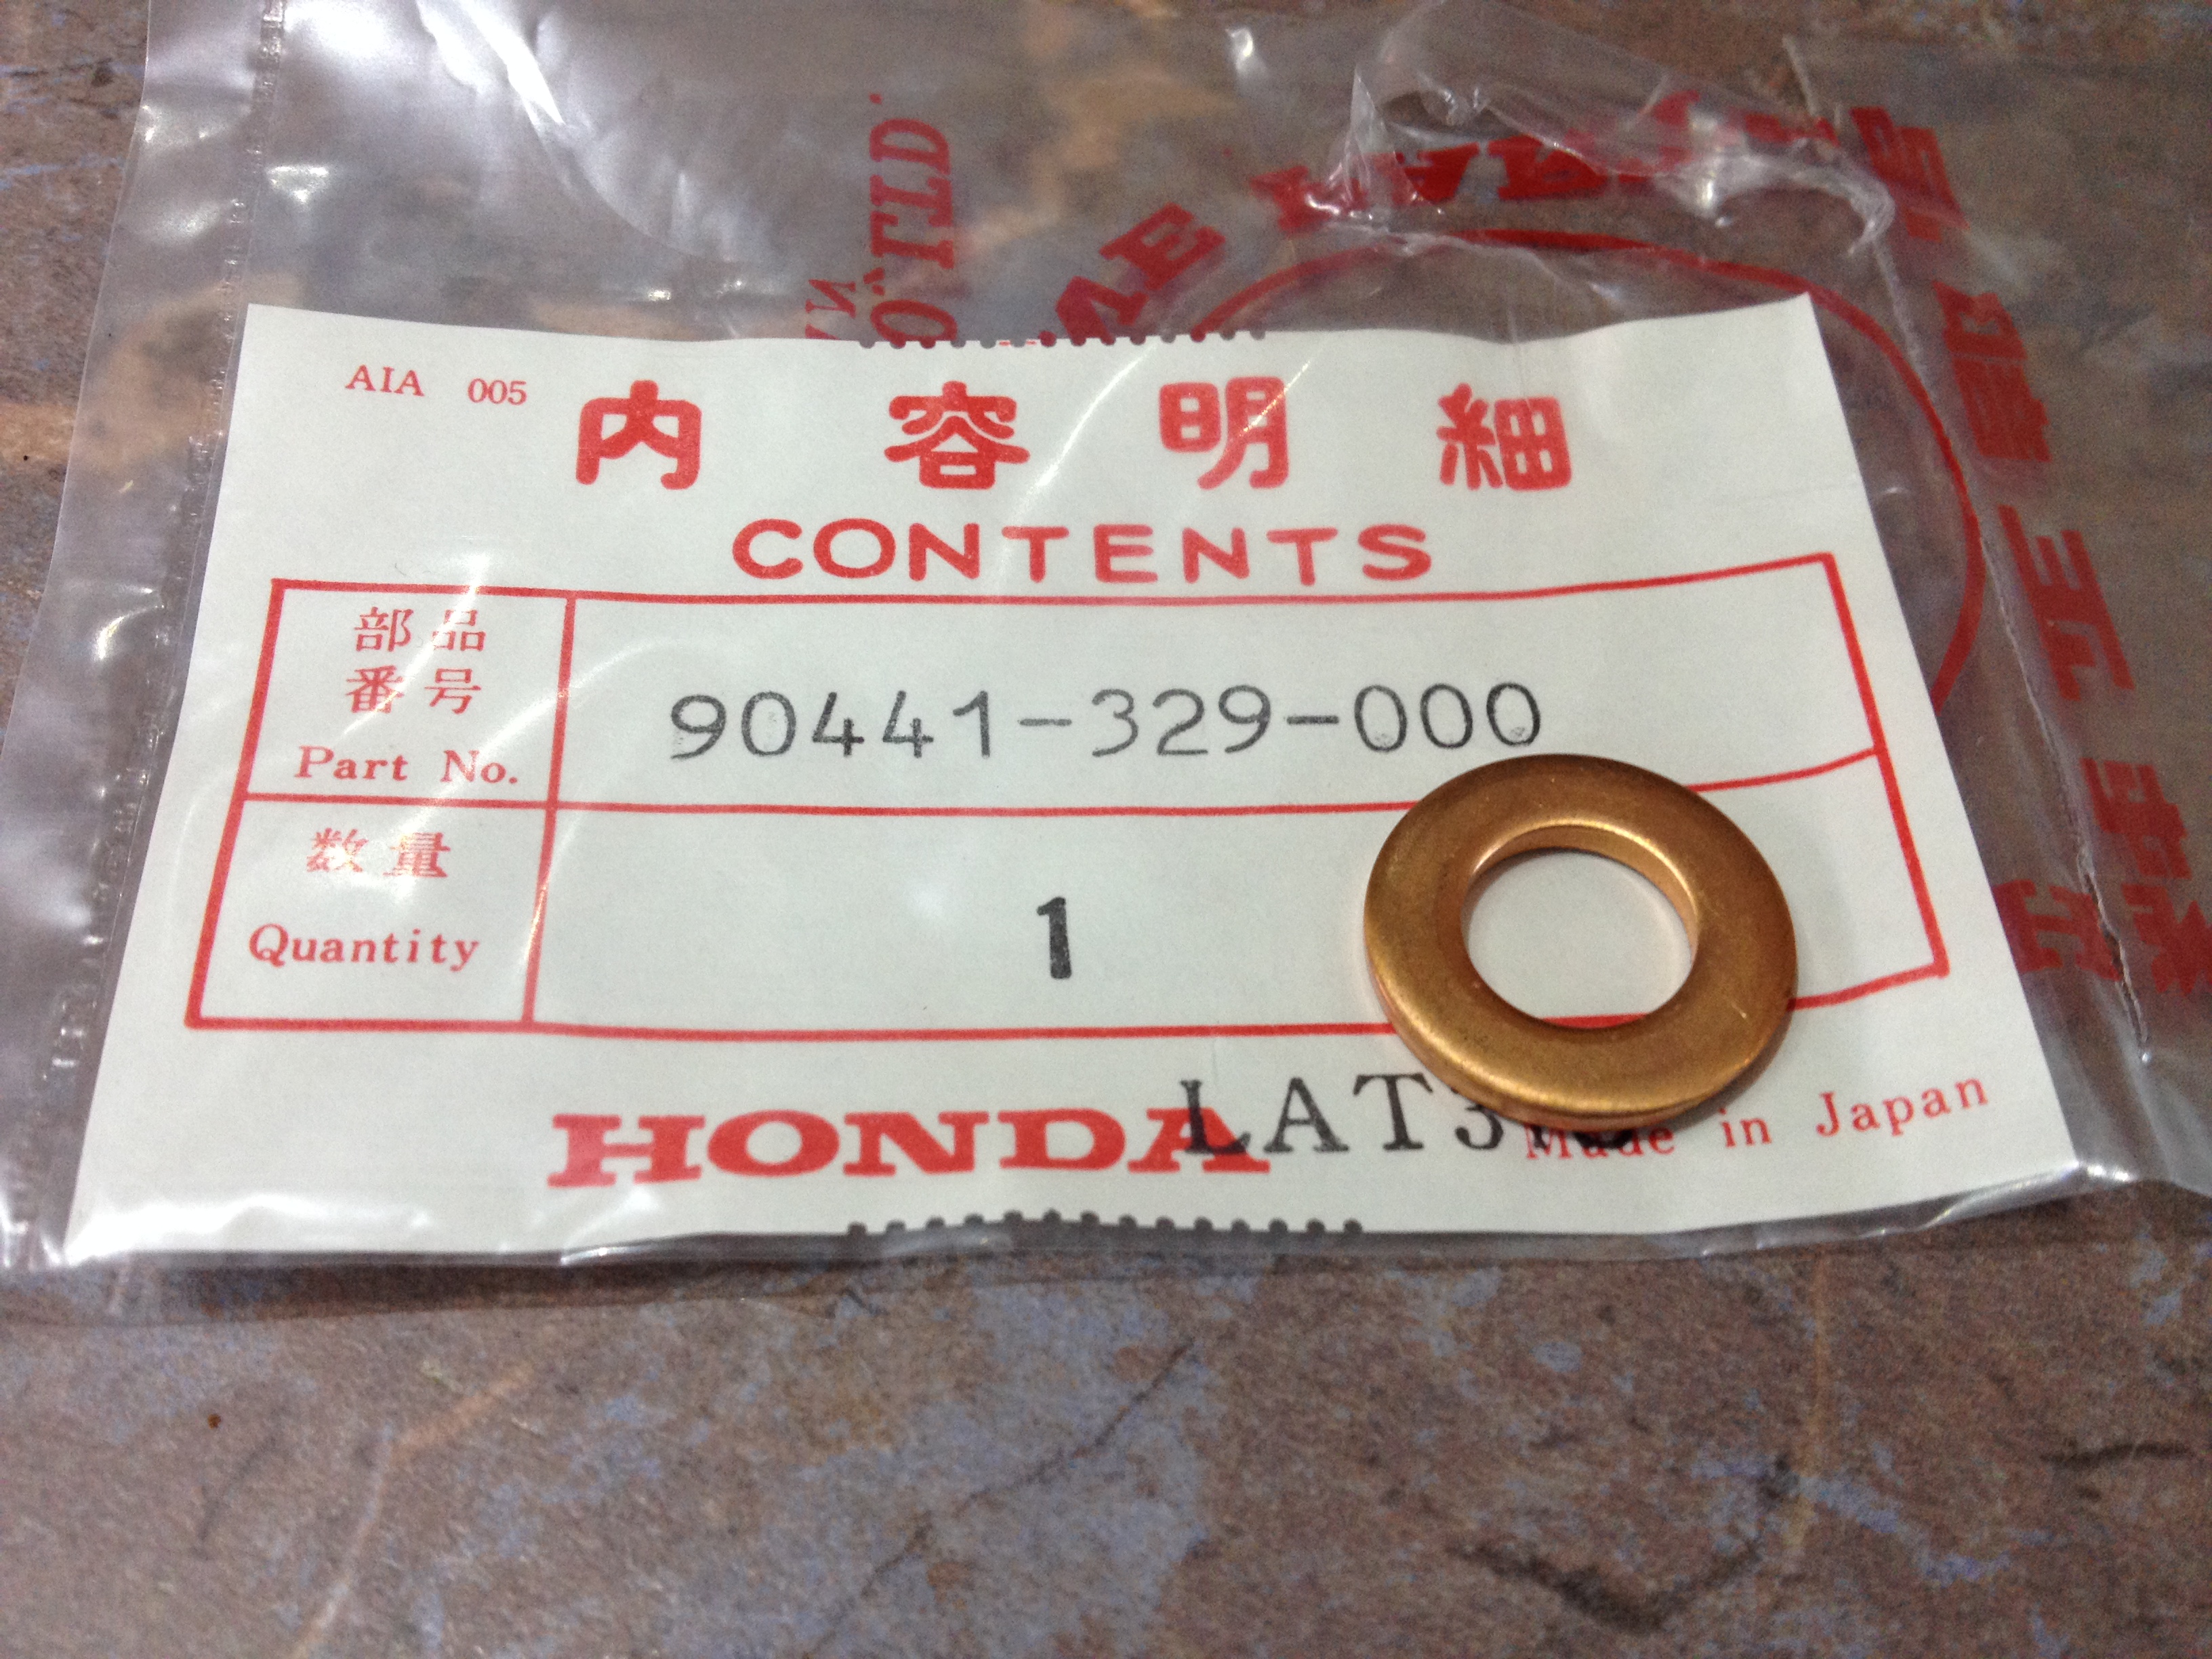 AIA 005
内容明細
CONTENTS
部品
番号
Part No.
90441-329-000
数量
Quantity
1
HONDA
LAT3
Made in Japan